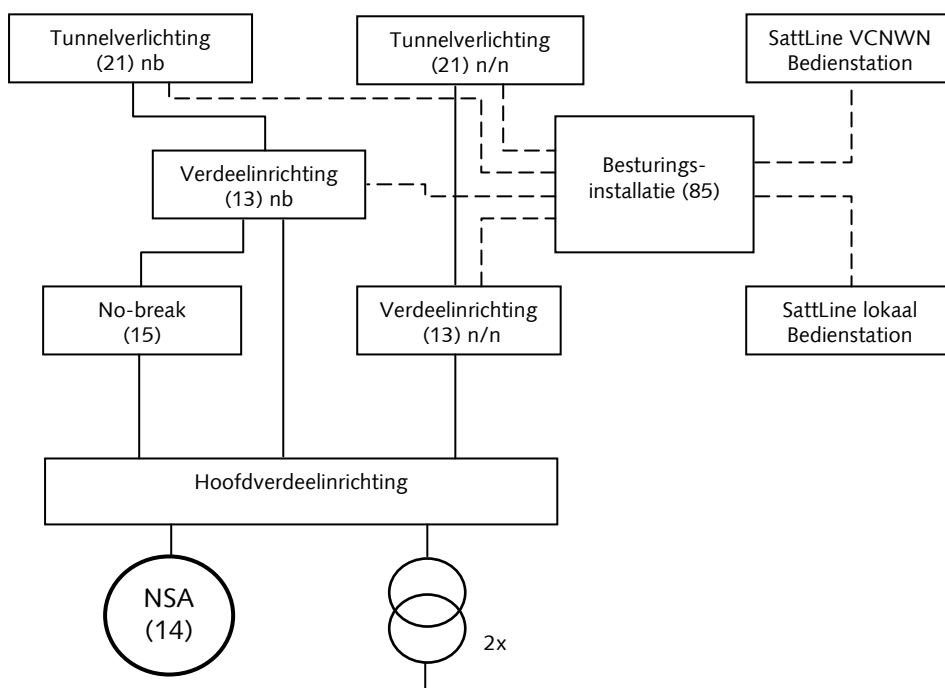 Tunnelverlichting
(21) nb
Tunnelverlichting
(21) n/n
SattLine VCNWN
Bedienstation
Verdeelinrichting
(13) nb
Besturings-
installatie (85)
No-break
(15)
Verdeelinrichting
(13) n/n
SattLine lokaal
Bedienstation
Hoofdverdeelinrichting
NSA
(14)
2x